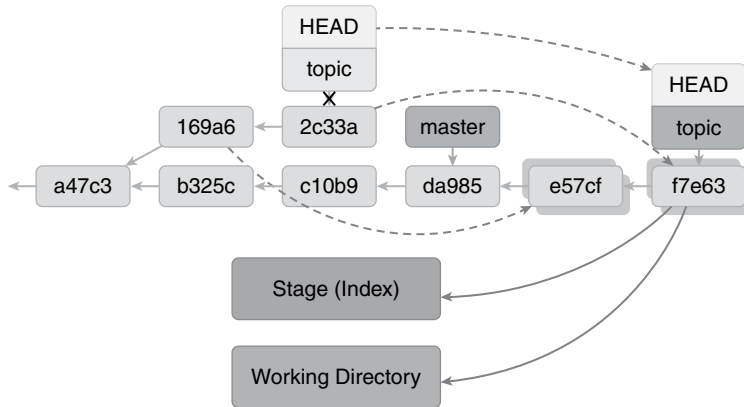 HEAD
topic
HEAD
topic
169a6
2c33a
master
a47c3
b325c
c10b9
da985
e57cf
f7e63
Stage (Index)
Working Directory